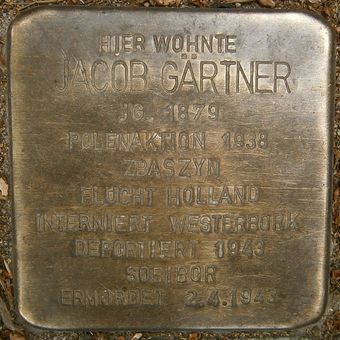 HIER WOHNTE
JACOB GÄRTNER
JG. 1879
POLENAKTION 1938
ZBASZYN
FLUCHT HOLLAND
INTERNIERT WESTERBORK
DEPORTIERT 1943
SOBIBOR
ERMORDET 2.4.1943